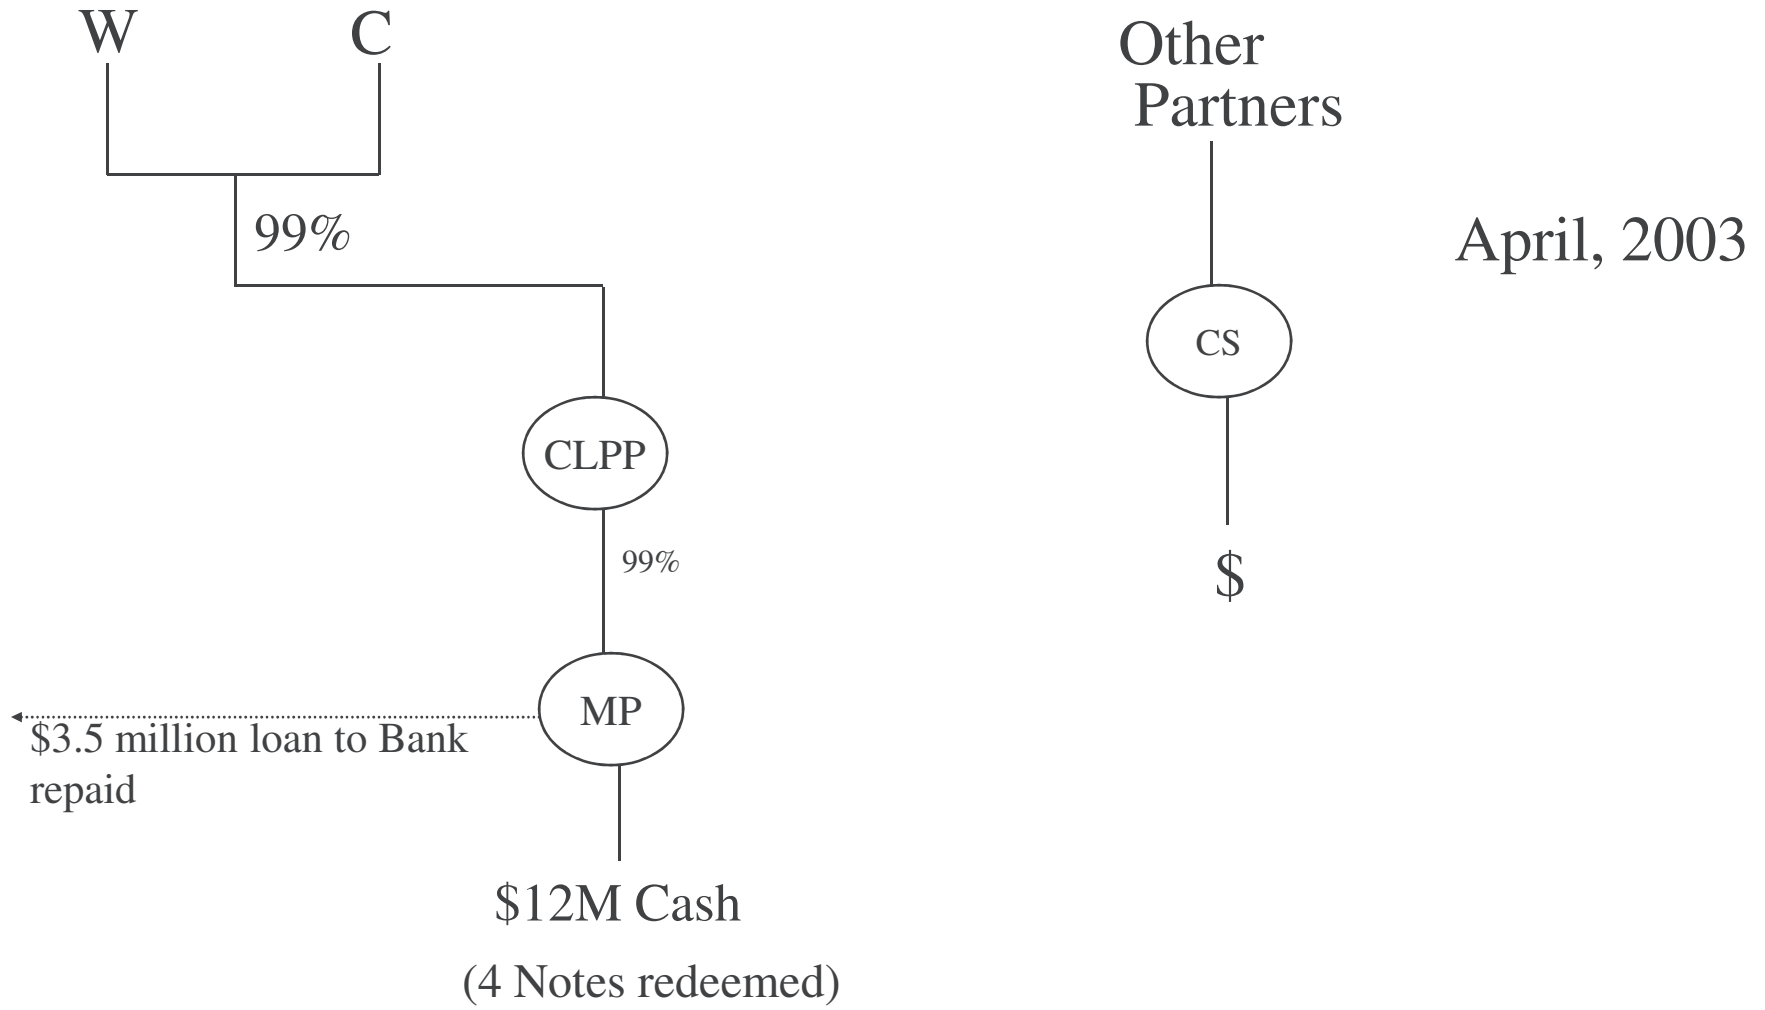 W
C
Other
Partners
99%
April, 2003
CS
CLPP
99%
$
MP
$3.5 million loan to Bank
repaid
$12M Cash
(4 Notes redeemed)